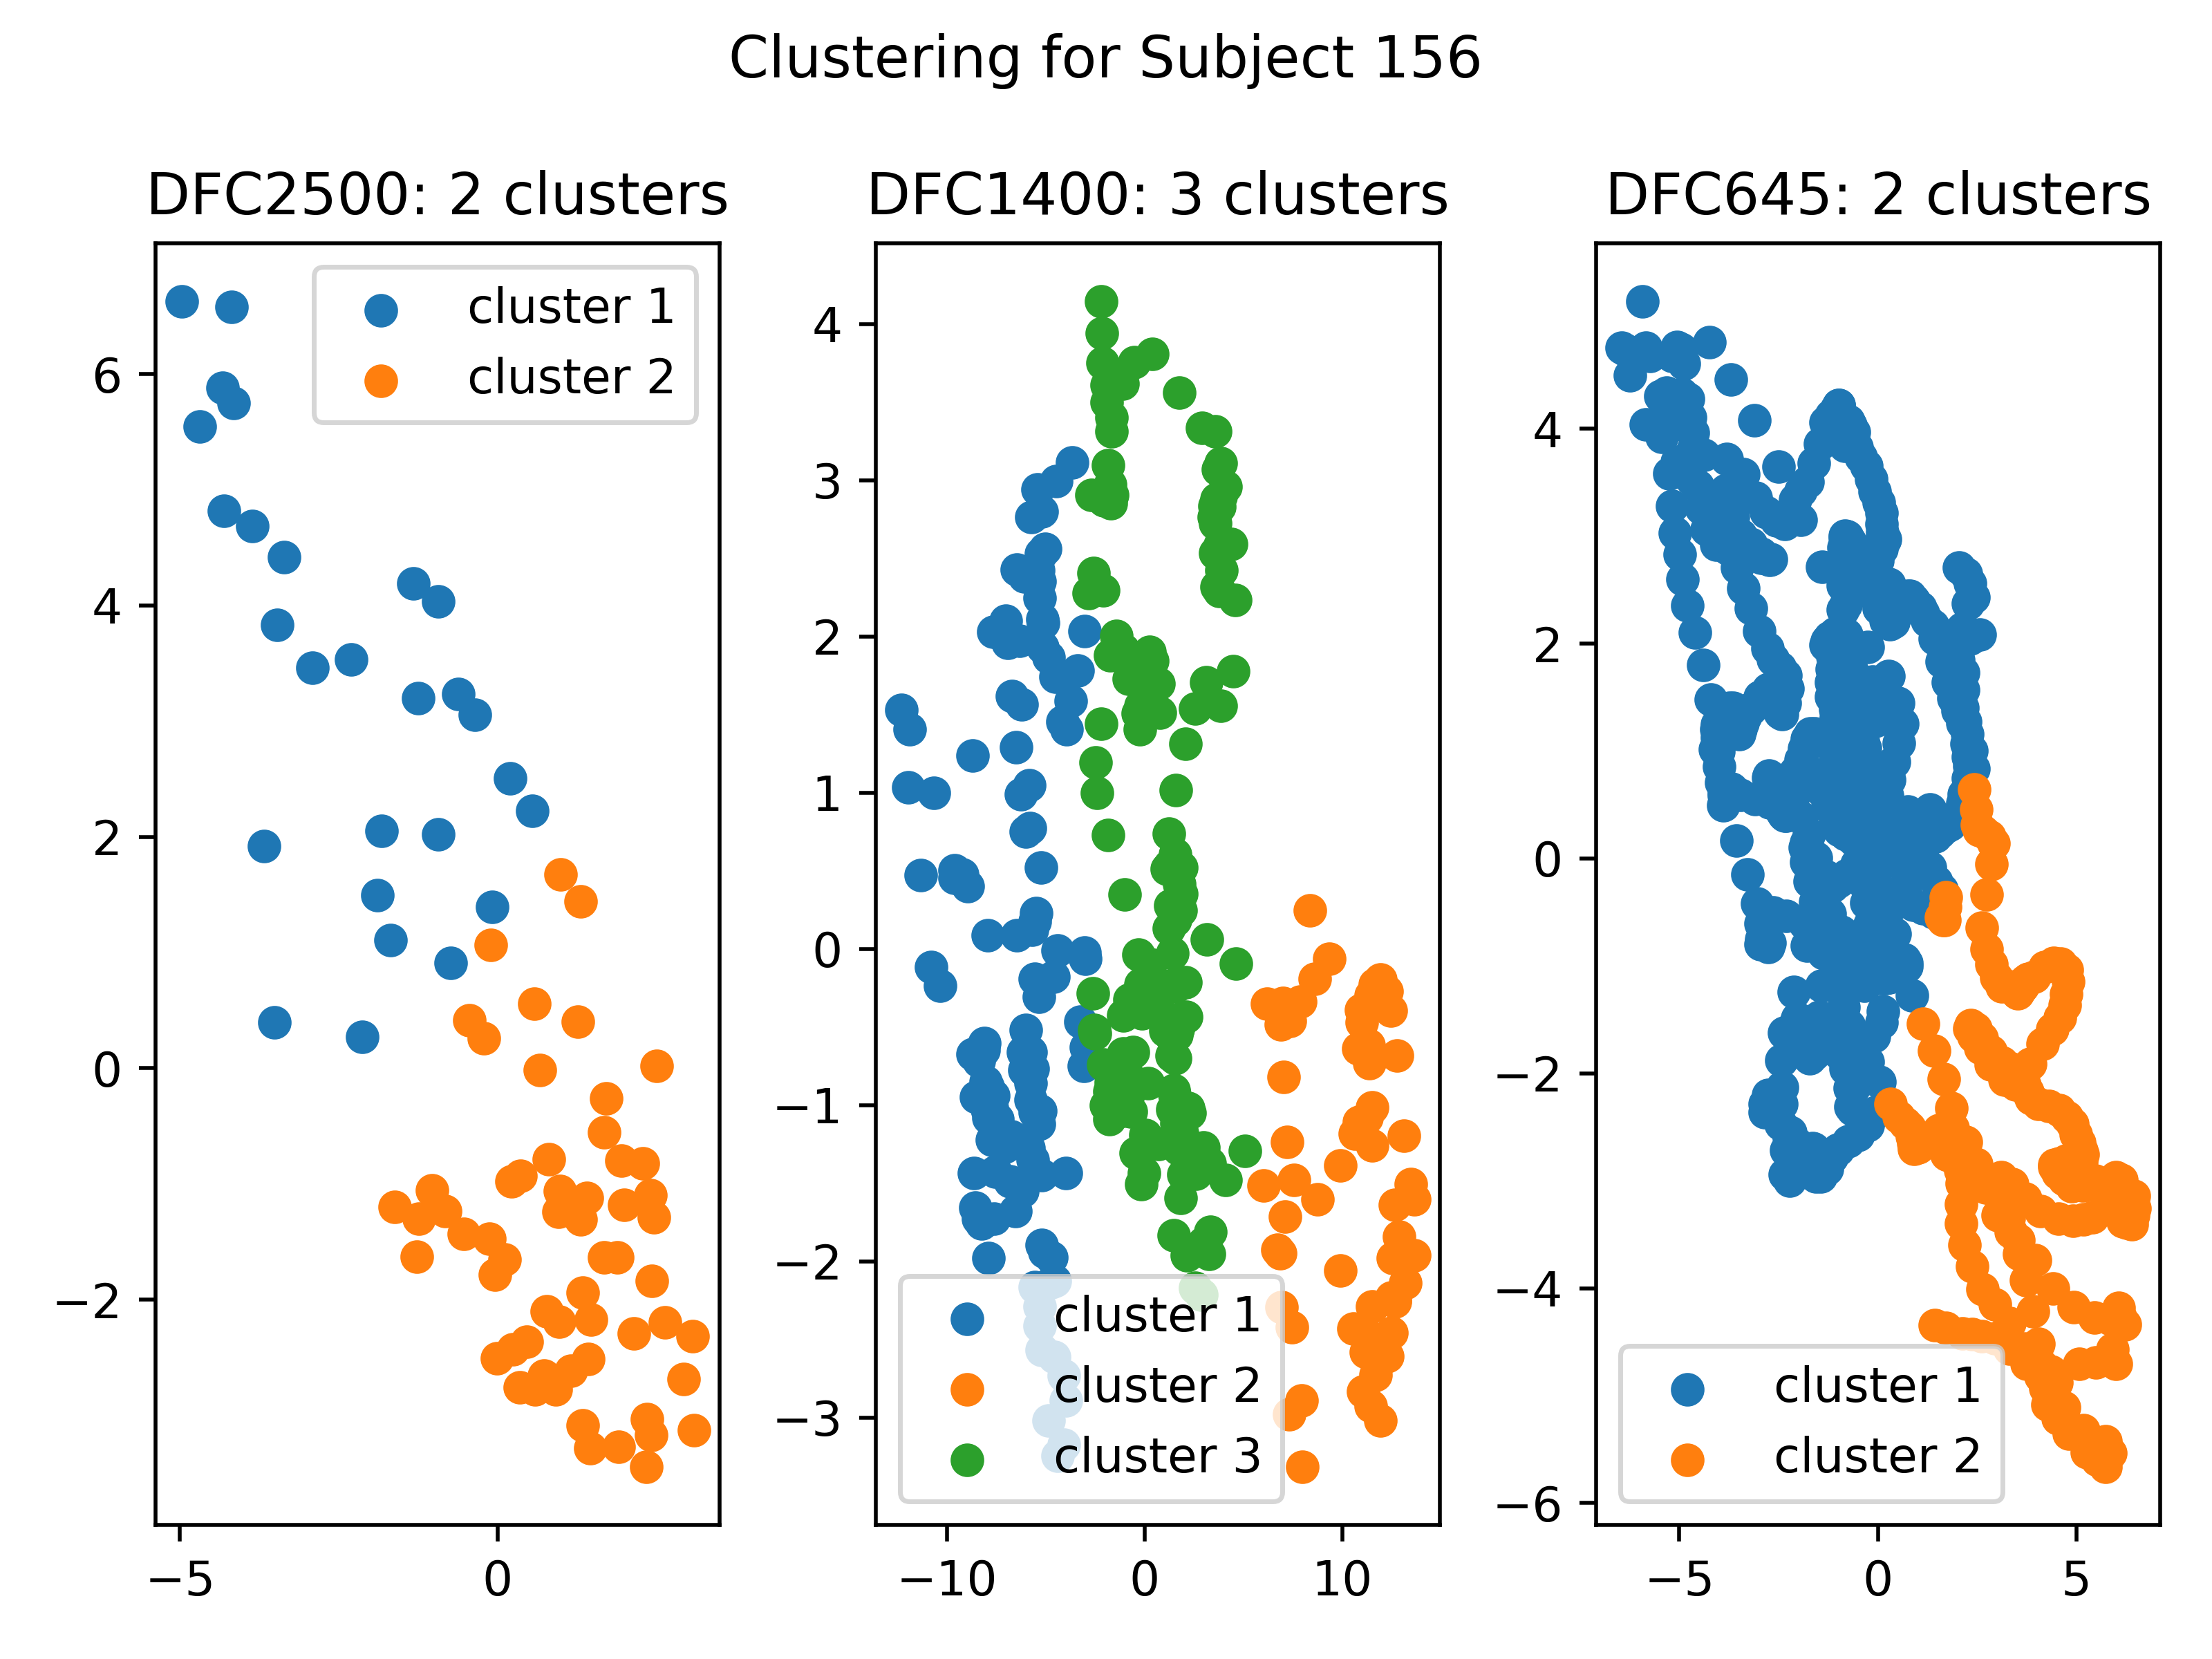 Clustering for Subject 156
DFC2500: 2 clusters
DFC1400: 3 clusters
DFC645: 2 clusters
cluster 1
cluster 2
6
4
2
0
−2
−5
0
4
3
2
1
0
−1
−2
−3
cluster 1
cluster 2
cluster 3
−10
0
10
4
2
0
−2
−4
−6
cluster 1
cluster 2
−5
0
5